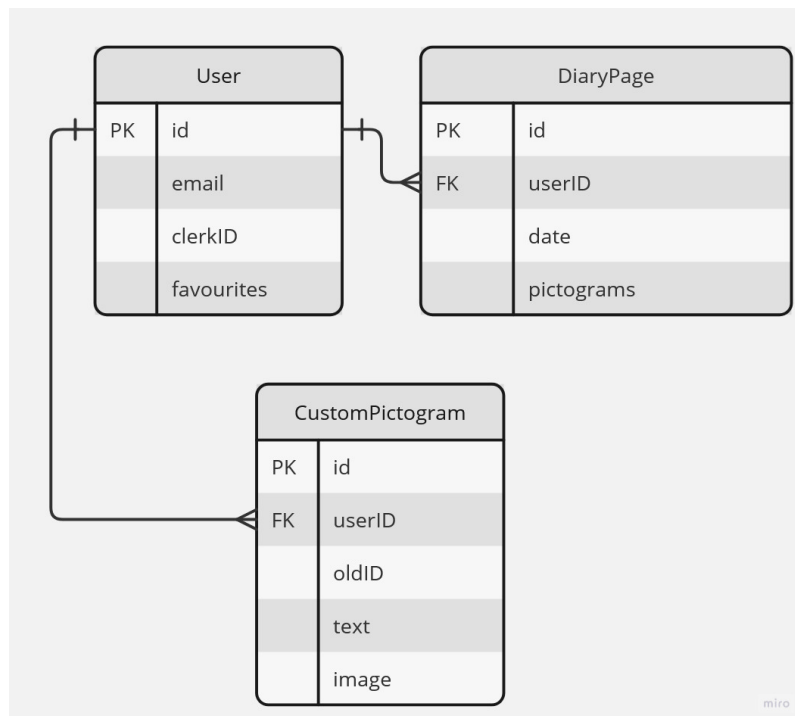 User
PK id
email
clerkID
favourites
DiaryPage
PK id
FK userID
date
pictograms
CustomPictogram
PK id
FK userID
oldID
text
image
miro